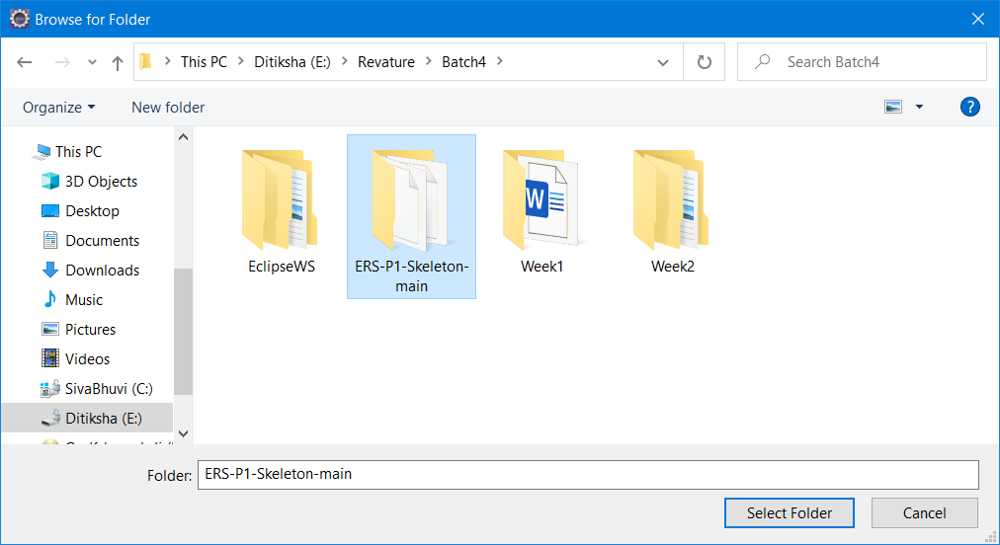 Browse for Folder
This PC
Ditiksha (E:)
Revature
Batch4
Search Batch4
Organize
New folder
?
This PC
3D Objects
Desktop
Documents
Downloads
Music
Pictures
Videos
SivaBhuvi (C:)
Ditiksha (E:)
EclipseWS
ERS-P1-Skeleton-
main
W
Week1
Week2
Folder:
ERS-P1-Skeleton-main
Select Folder
Cancel